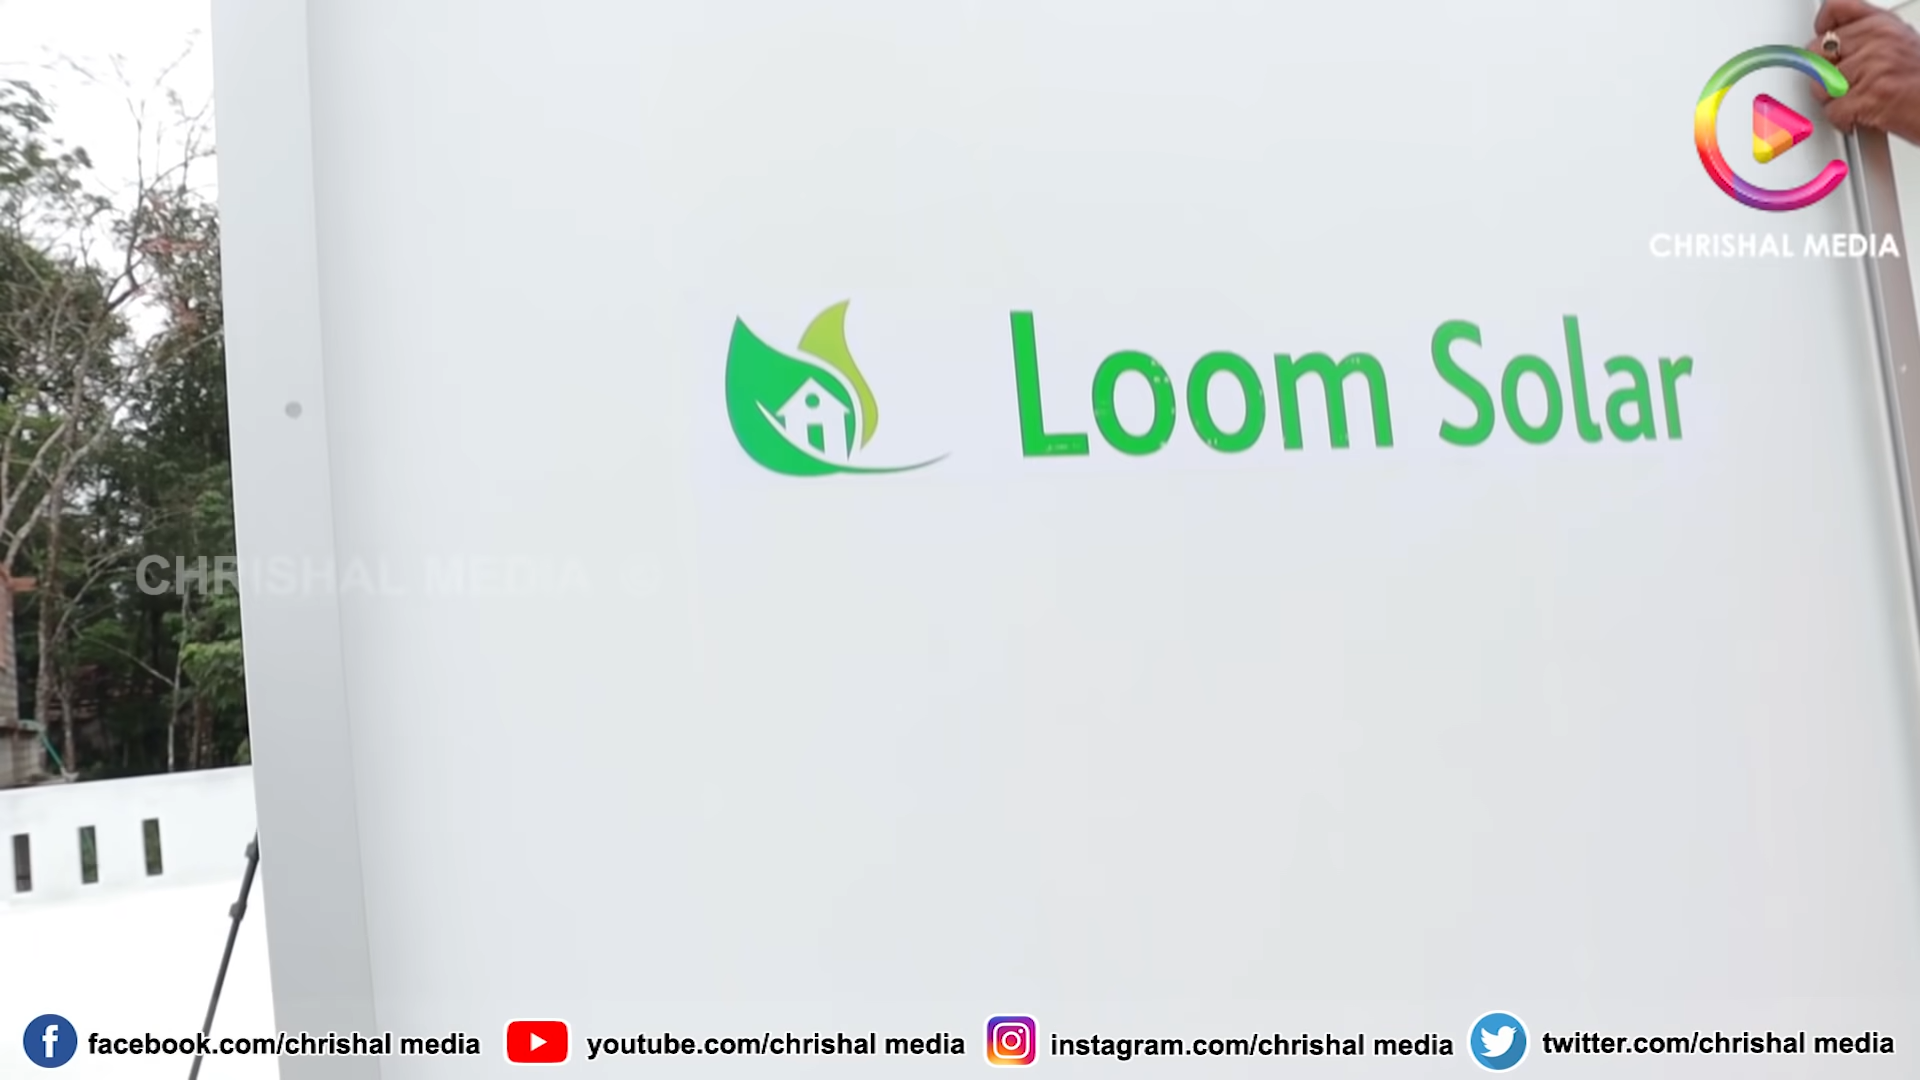 CHRISHAL MEDIA
Loom Solar
CHRISHAL MEDIA
facebook.com/chrishal media
youtube.com/chrishal media
instagram.com/chrishal media
twitter.com/chrishal media